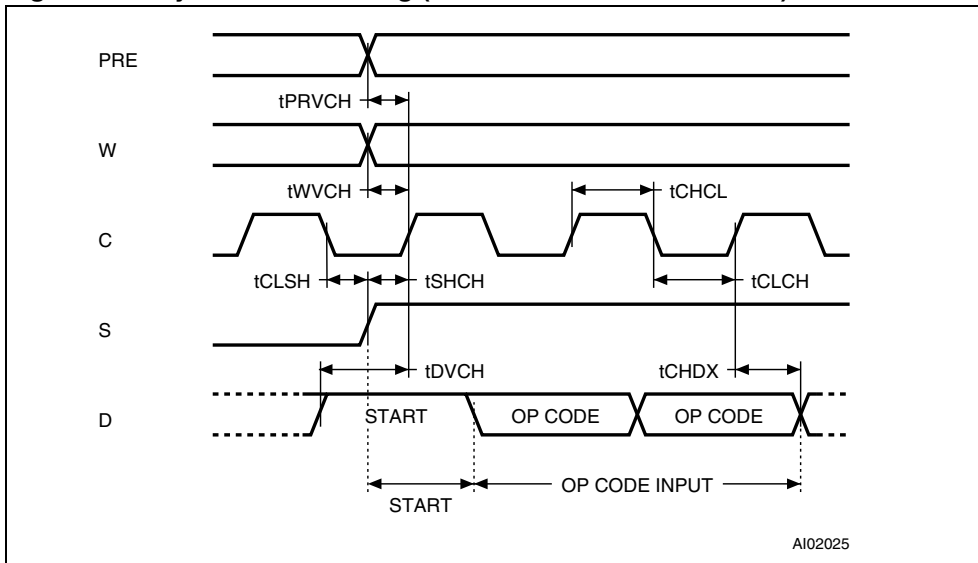 PRE
tPRVCH
W
tWVCH
tCHCL
C
tCLSH
tSHCH
tCLCH
S
tDVCH
tCHDX
D
START
OP CODE
OP CODE
OP CODE INPUT
START
AI02025